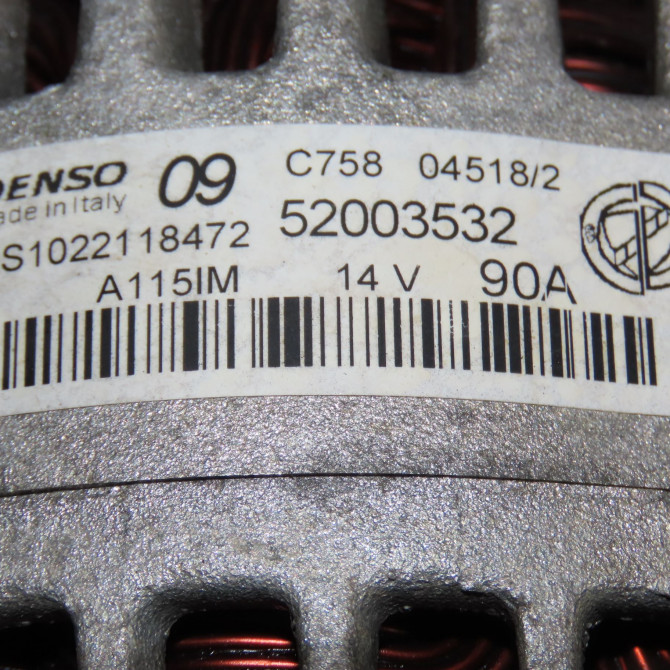 DENSO 09 C758 04518/2
ade in Italy
S1022118472 52003532
A115IM 14 V 90A